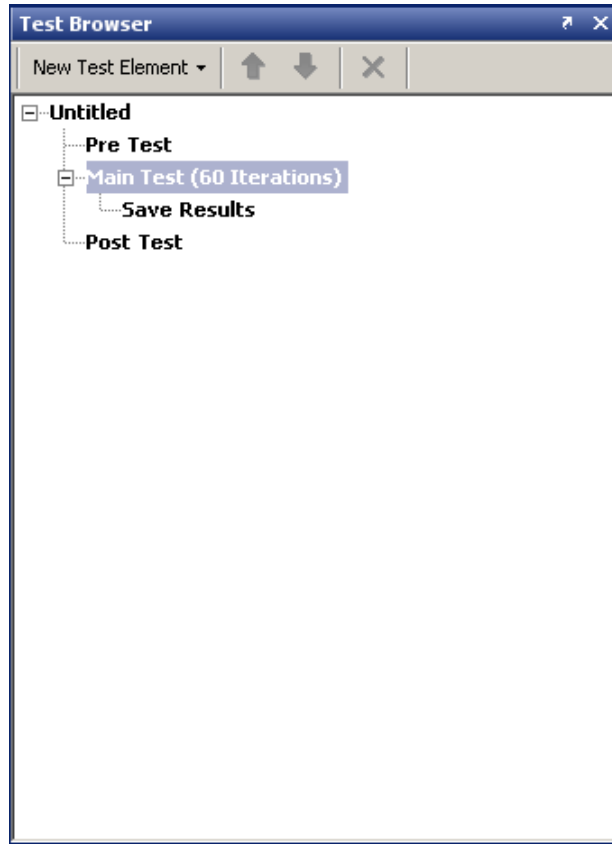 Test Browser
New Test Element
Untitled
Pre Test
Main Test (60 Iterations)
Save Results
Post Test